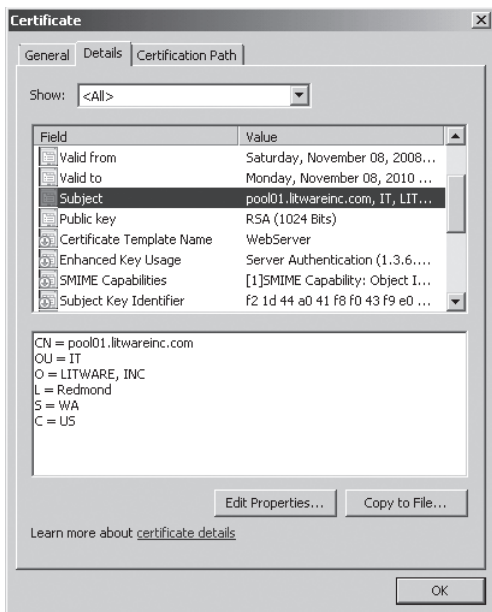 Certificate
General Details Certification Path
Show: <All>
Field Value
Valid from Saturday, November 08, 2008...
Valid to Monday, November 08, 2010 ...
Subject pool01.litwareinc.com, IT, LIT...
Public key RSA (1024 Bits)
Certificate Template Name WebServer
Enhanced Key Usage Server Authentication (1.3.6....
SMIME Capabilities [1]SMIME Capability: Object I...
Subject Key Identifier f2 1d 44 a0 41 f8 f0 43 f9 e0 ...
CN = pool01.litwareinc.com
OU = IT
O = LITWARE, INC
L = Redmond
S = WA
C = US
Edit Properties... Copy to File...
Learn more about certificate details
OK